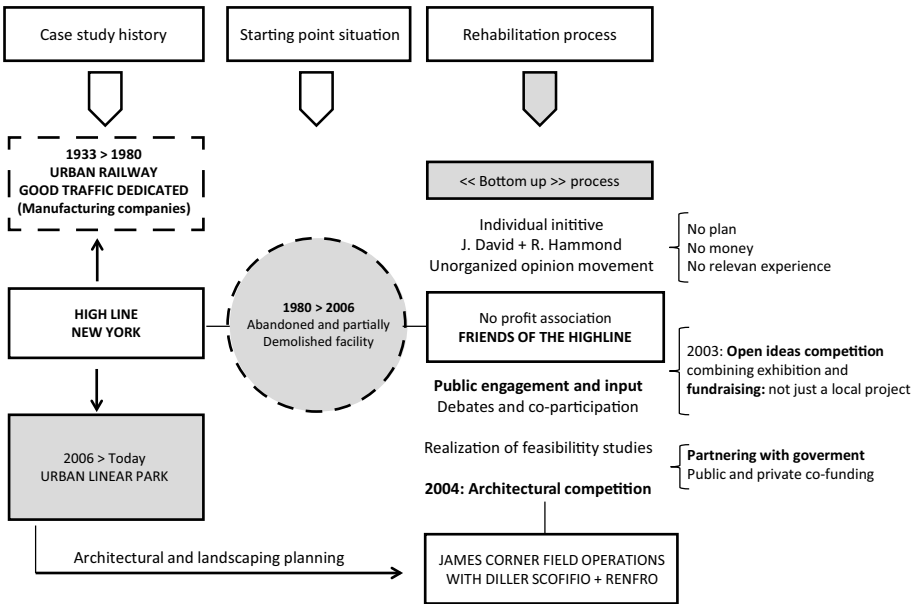 Case study history
Starting point situation
Rehabilitation process
1933 > 1980
URBAN RAILWAY
GOOD TRAFFIC DEDICATED
(Manufacturing companies)
HIGH LINE
NEW YORK
2006 > Today
URBAN LINEAR PARK
Architectural and landscaping planning
1980 > 2006
Abandoned and partially
Demolished facility
<< Bottom up >> process
Individual initiative
J. David + R. Hammond
Unorganized opinion movement
No plan
No money
No relevan experience
No profit association
FRIENDS OF THE HIGHLINE
2003: Open ideas competition
combining exhibition and
fundraising: not just a local project
Public engagement and input
Debates and co-participation
Realization of feasibilitity studies
Partnering with goverment
Public and private co-funding
2004: Architectural competition
JAMES CORNER FIELD OPERATIONS
WITH DILLER SCOFIFIO + RENFRO